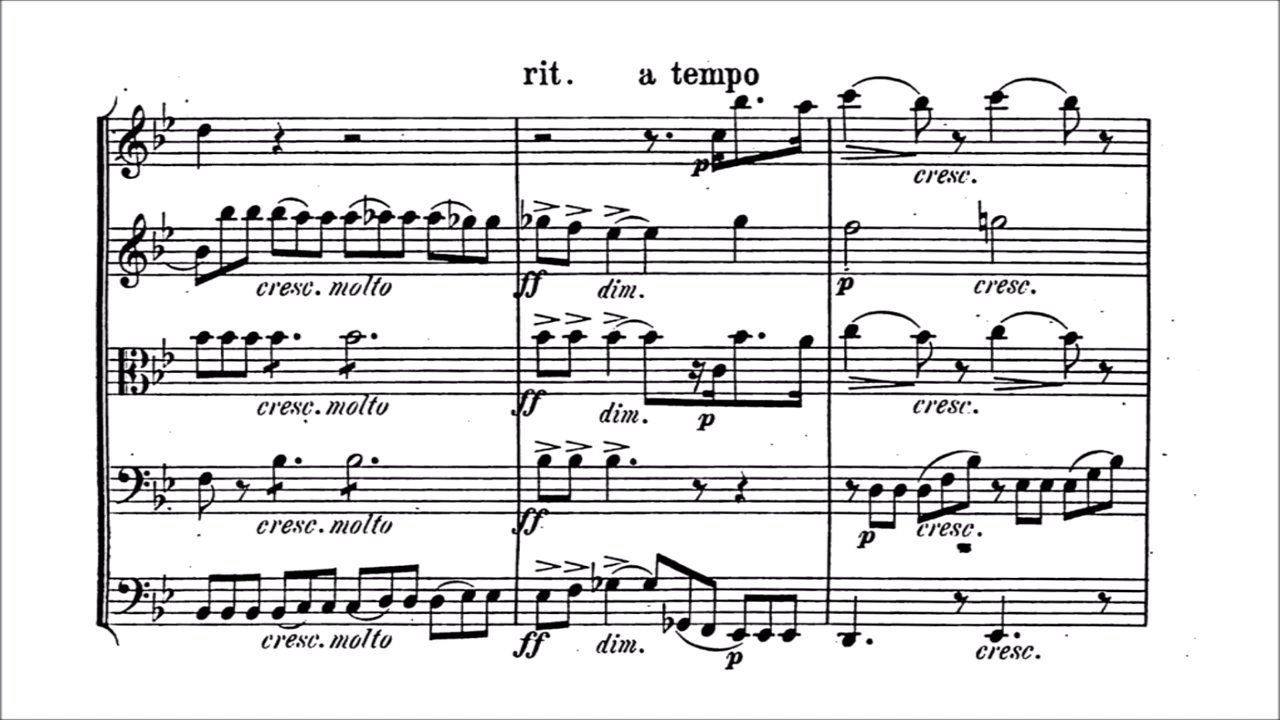 rit. a tempo
p cresc.
cresc. molto ff dim. p cresc.
cresc. molto ff dim. p cresc.
cresc. molto ff p cresc.
cresc. molto ff dim. p cresc.